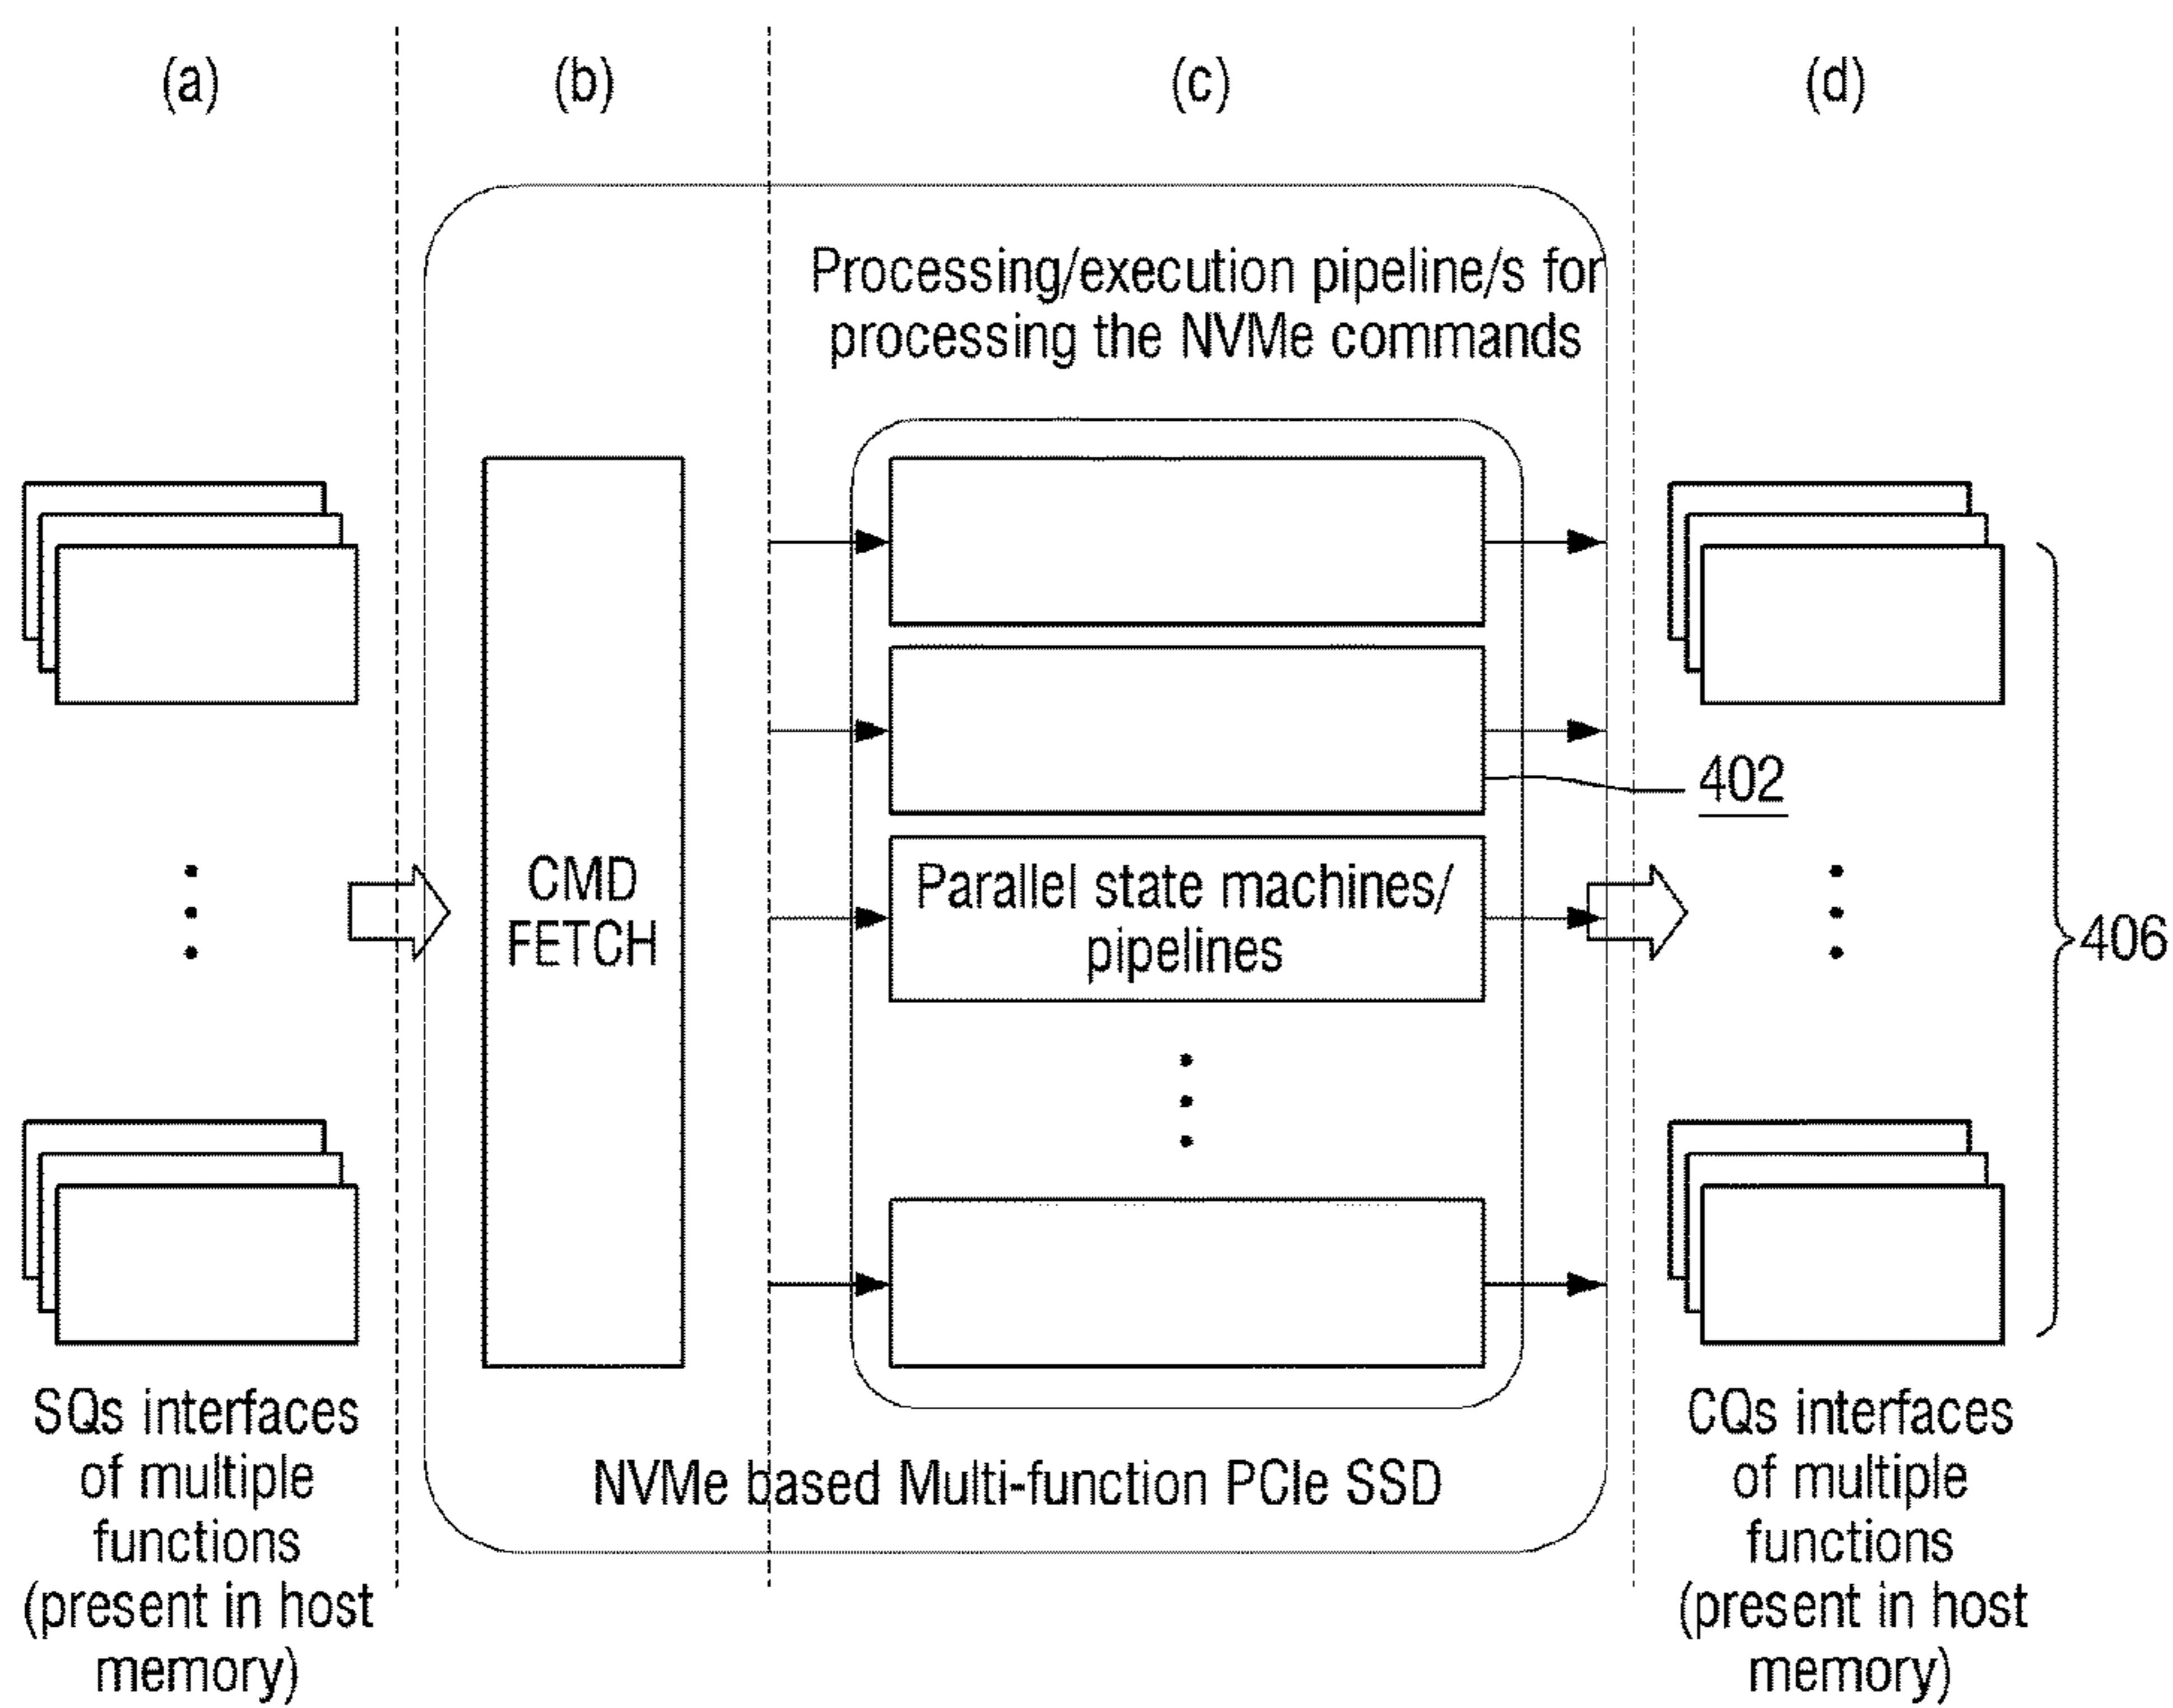 (a)
(b)
(c)
(d)
Processing/execution pipeline/s for
processing the NVMe commands
CMD
FETCH
402
Parallel state machines/
pipelines
406
NVMe based Multi-function PCIe SSD
SQs interfaces
of multiple
functions
(present in host
memory)
CQs interfaces
of multiple
functions
(present in host
memory)